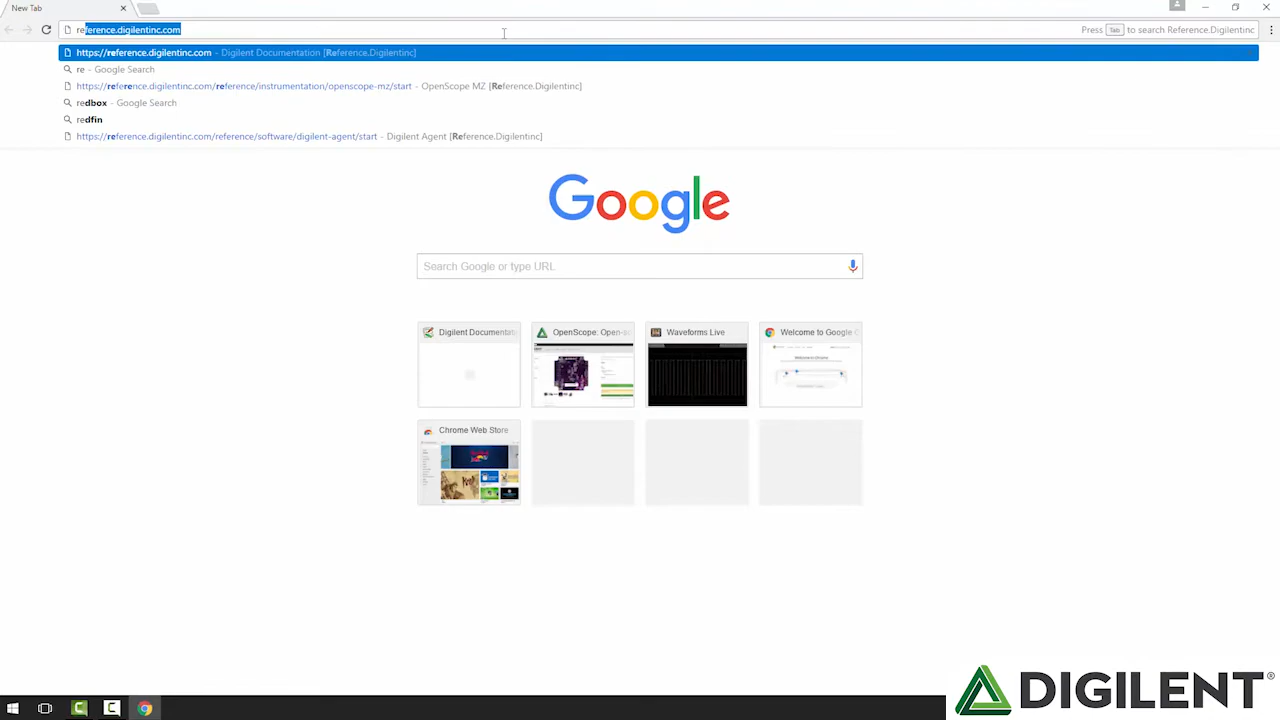 New Tab
reference.digilentinc.com
Press Tab to search Reference.Digilentinc
https://reference.digilentinc.com - Digilent Documentation [Reference.Digilentinc]
re - Google Search
https://reference.digilentinc.com/reference/instrumentation/openscope-mz/start - OpenScope MZ [Reference.Digilentinc]
redbox - Google Search
redfin
https://reference.digilentinc.com/reference/software/digilent-agent/start - Digilent Agent [Reference.Digilentinc]
Google
Search Google or type URL
Digilent Documentat
OpenScope: Open-so
Waveforms Live
Welcome to Google C
Chrome Web Store
DIGILENT®